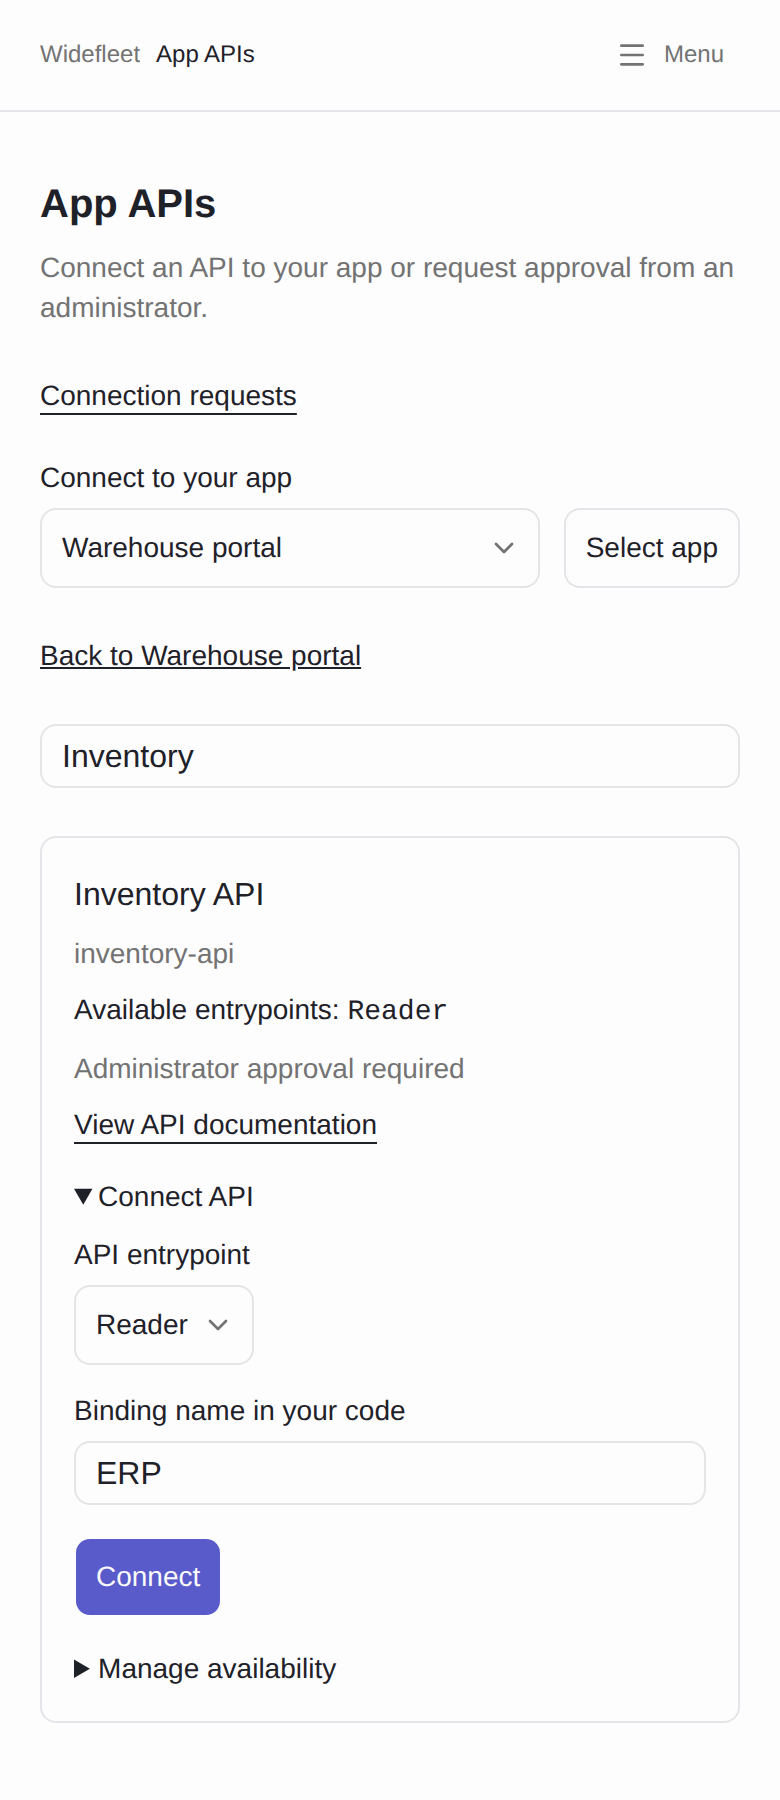 Widefleet App APIs Menu
App APIs
Connect an API to your app or request approval from an
administrator.
Connection requests
Connect to your app
Warehouse portal Select app
Back to Warehouse portal
Inventory
Inventory API
inventory-api
Available entrypoints: Reader
Administrator approval required
View API documentation
Connect API
API entrypoint
Reader
Binding name in your code
ERP
Connect
Manage availability